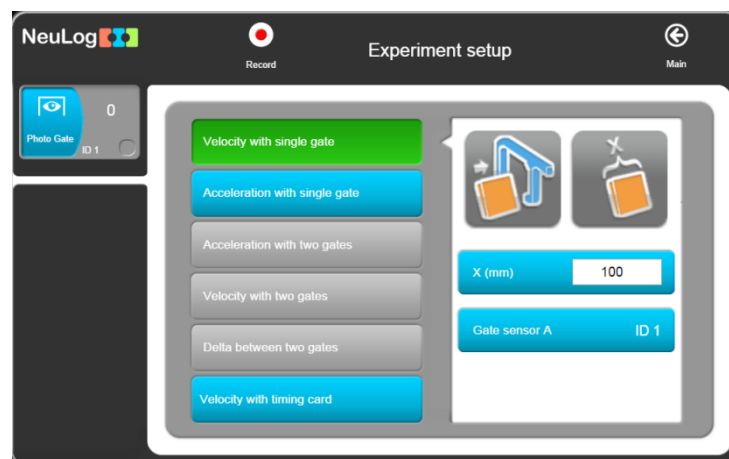 NeuLog
Record
Experiment setup
Main
0
Photo Gate
ID 1
Velocity with single gate
Acceleration with single gate
Acceleration with two gates
Velocity with two gates
Delta between two gates
Velocity with timing card
X
X (mm)
100
Gate sensor A
ID 1